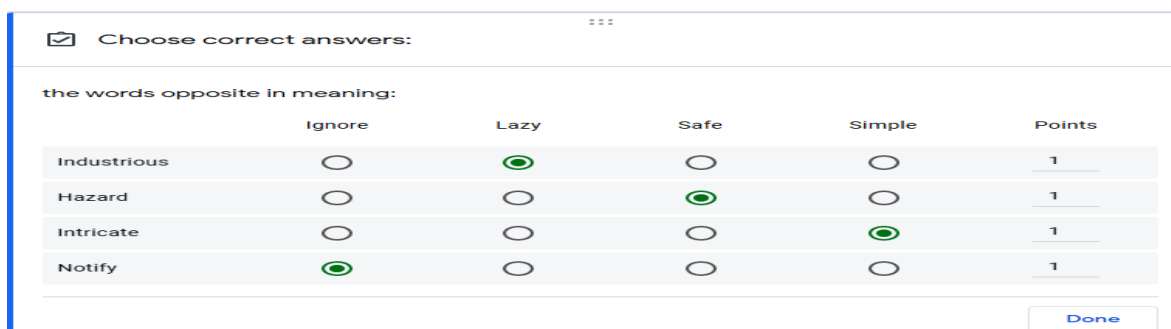 Choose correct answers:
the words opposite in meaning:
Ignore Lazy Safe Simple Points
Industrious 1
Hazard 1
Intricate 1
Notify 1
Done